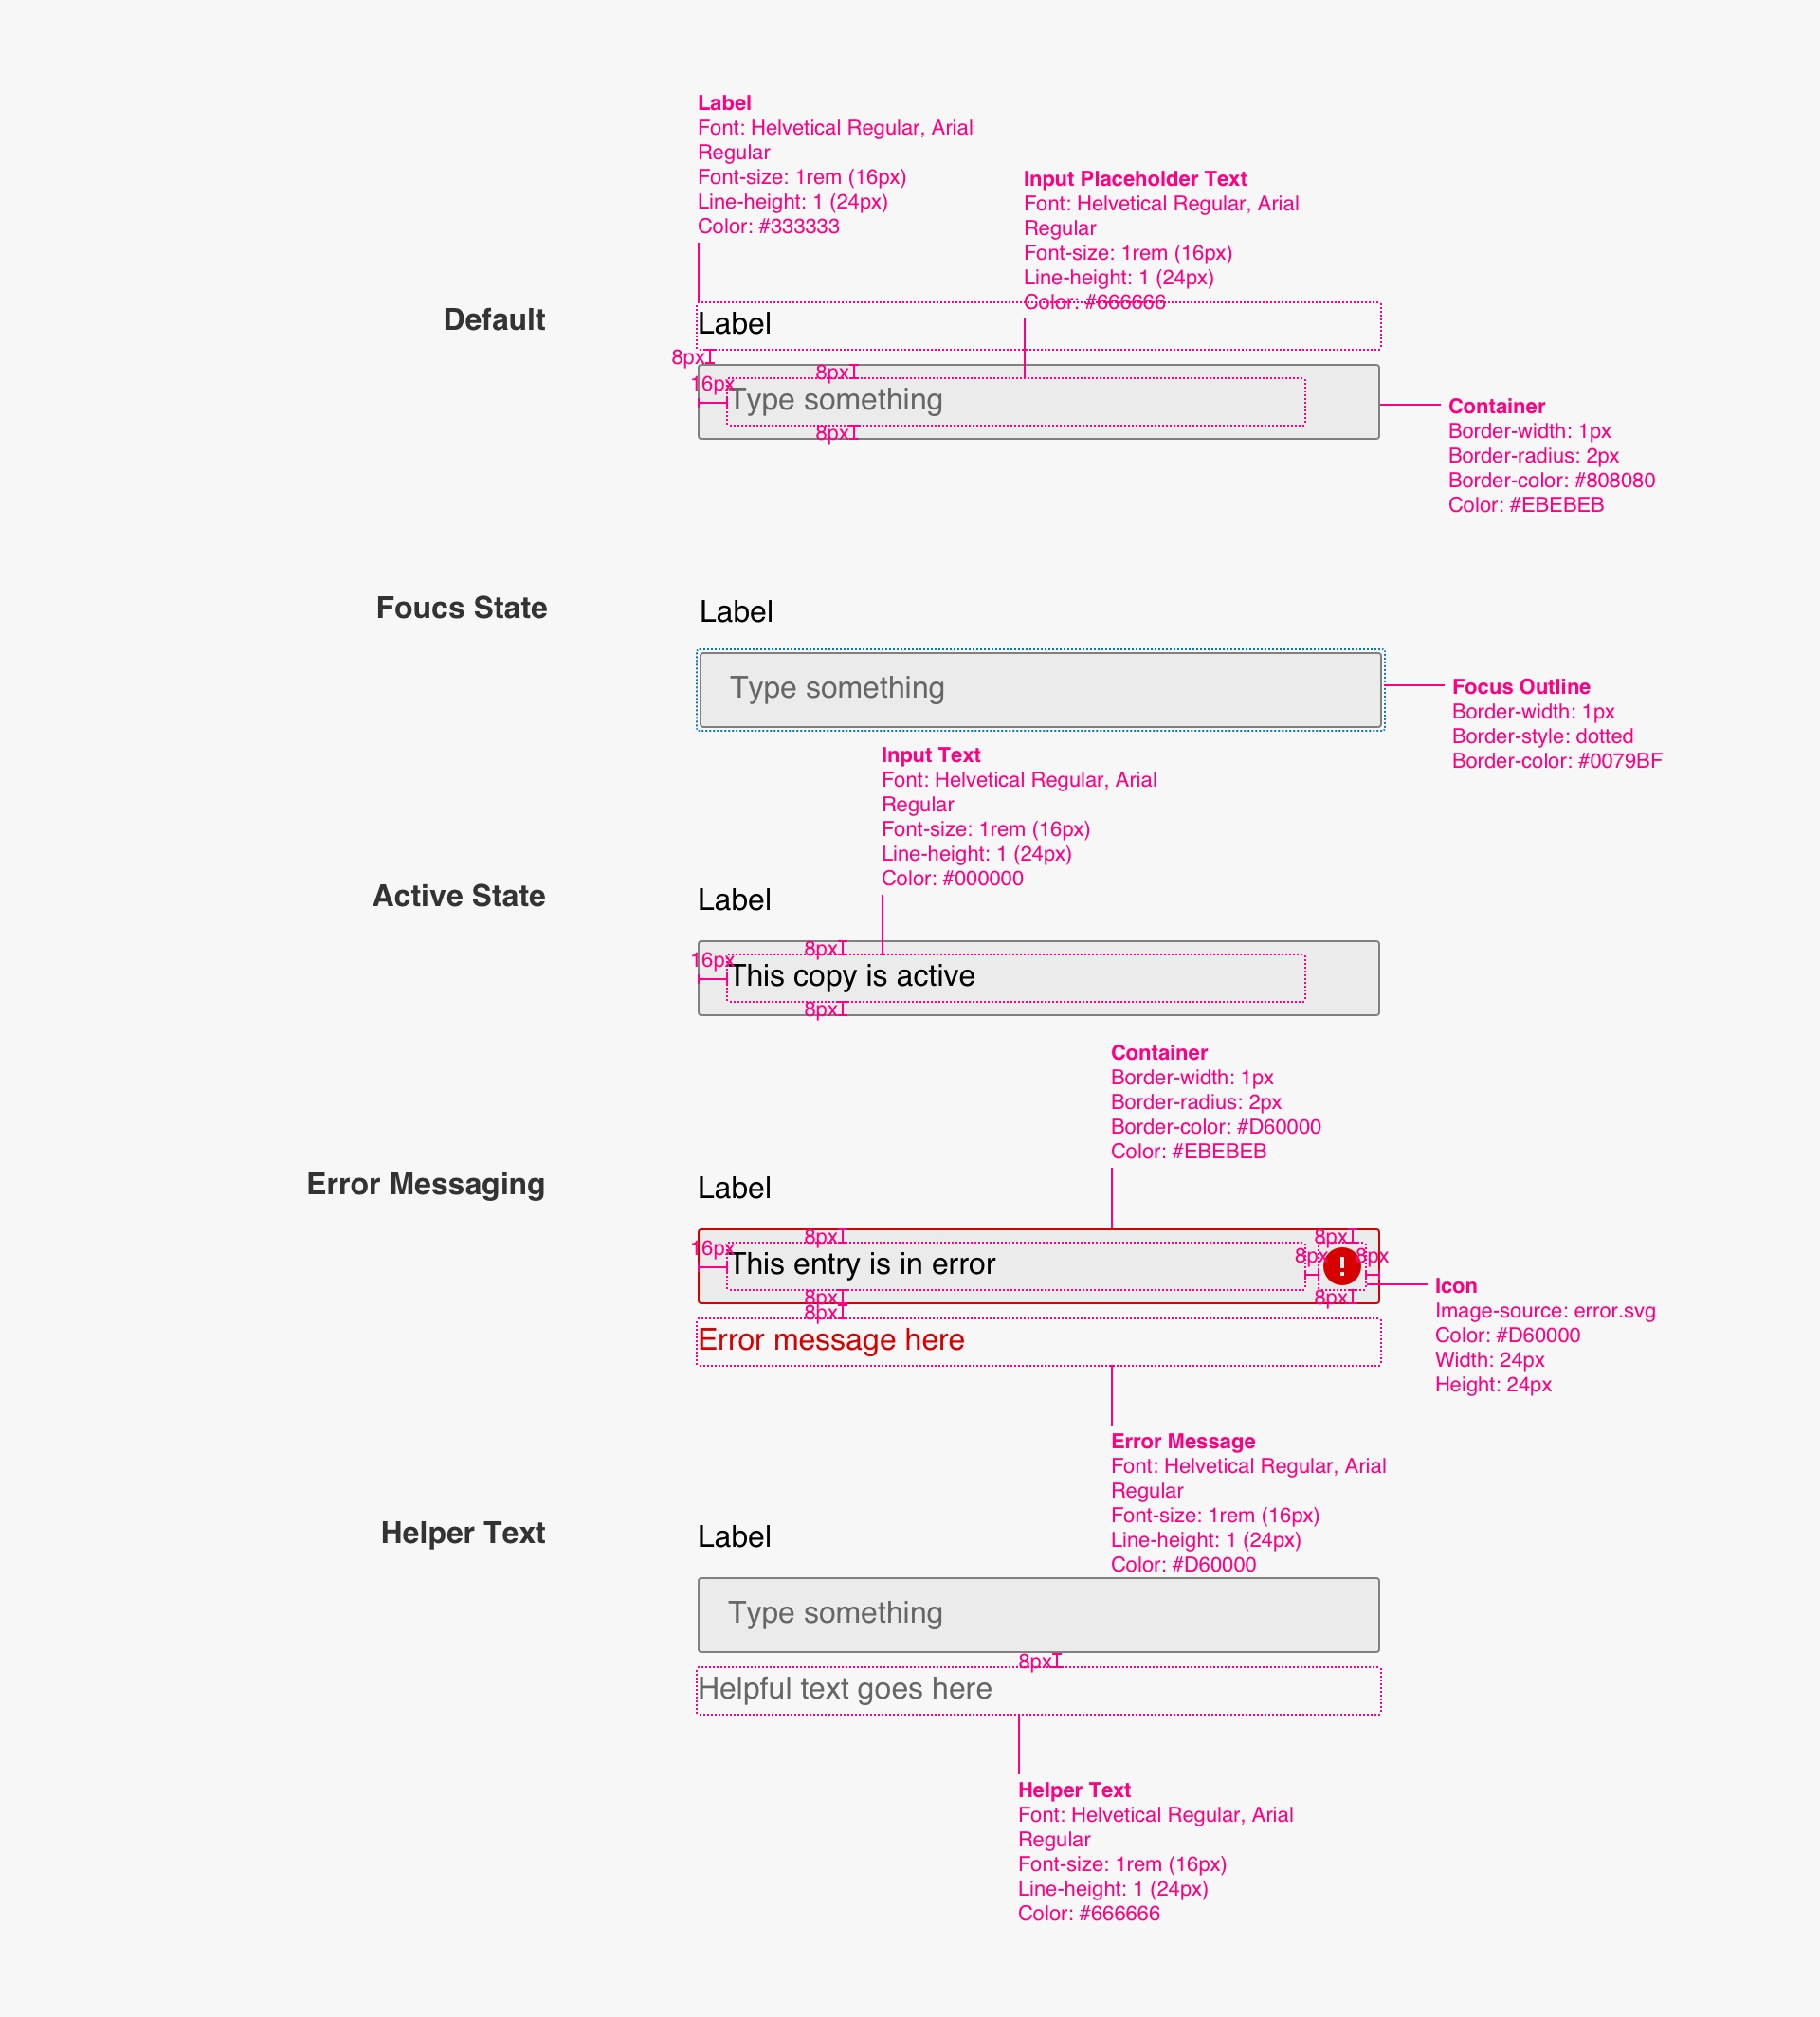 Label
Font: Helvetical Regular, Arial
Regular
Font-size: 1rem (16px)
Line-height: 1 (24px)
Color: #333333
Input Placeholder Text
Font: Helvetical Regular, Arial
Regular
Font-size: 1rem (16px)
Line-height: 1 (24px)
Color: #666666
Default
Label
8px
8px
16px
Type something
8px
Container
Border-width: 1px
Border-radius: 2px
Border-color: #808080
Color: #EBEBEB
Foucs State
Label
Type something
Focus Outline
Border-width: 1px
Border-style: dotted
Border-color: #0079BF
Input Text
Font: Helvetical Regular, Arial
Regular
Font-size: 1rem (16px)
Line-height: 1 (24px)
Color: #000000
Active State
Label
8px
16px
This copy is active
8px
Container
Border-width: 1px
Border-radius: 2px
Border-color: #D60000
Color: #EBEBEB
Error Messaging
Label
8px
8px
16px
This entry is in error
8px
!
8px
8px
8px
8px
Icon
Image-source: error.svg
Color: #D60000
Width: 24px
Height: 24px
Error message here
Error Message
Font: Helvetical Regular, Arial
Regular
Font-size: 1rem (16px)
Line-height: 1 (24px)
Color: #D60000
Helper Text
Label
Type something
8px
Helpful text goes here
Helper Text
Font: Helvetical Regular, Arial
Regular
Font-size: 1rem (16px)
Line-height: 1 (24px)
Color: #666666